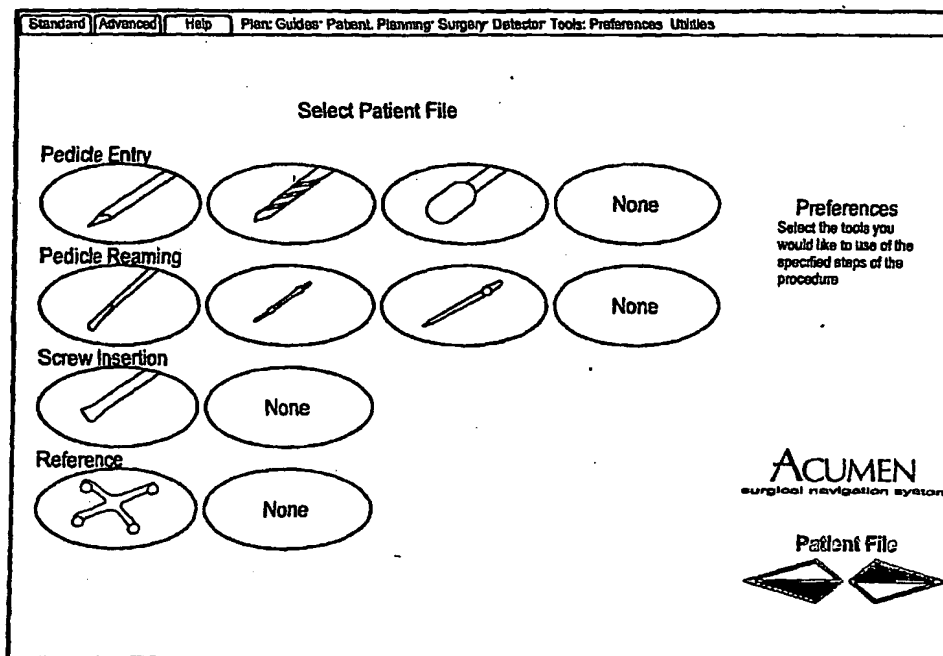 Standard Advanced Help Plan: Guides Patient. Planning Surgery Detector Tools: Preferences Utilities
Select Patient File
Pedicle Entry
None
Preferences
Select the tools you
would like to use of the
specified steps of the
procedure
Pedicle Reaming
None
Screw Insertion
None
Reference
None
ACUMEN
surgical navigation system
Patient File